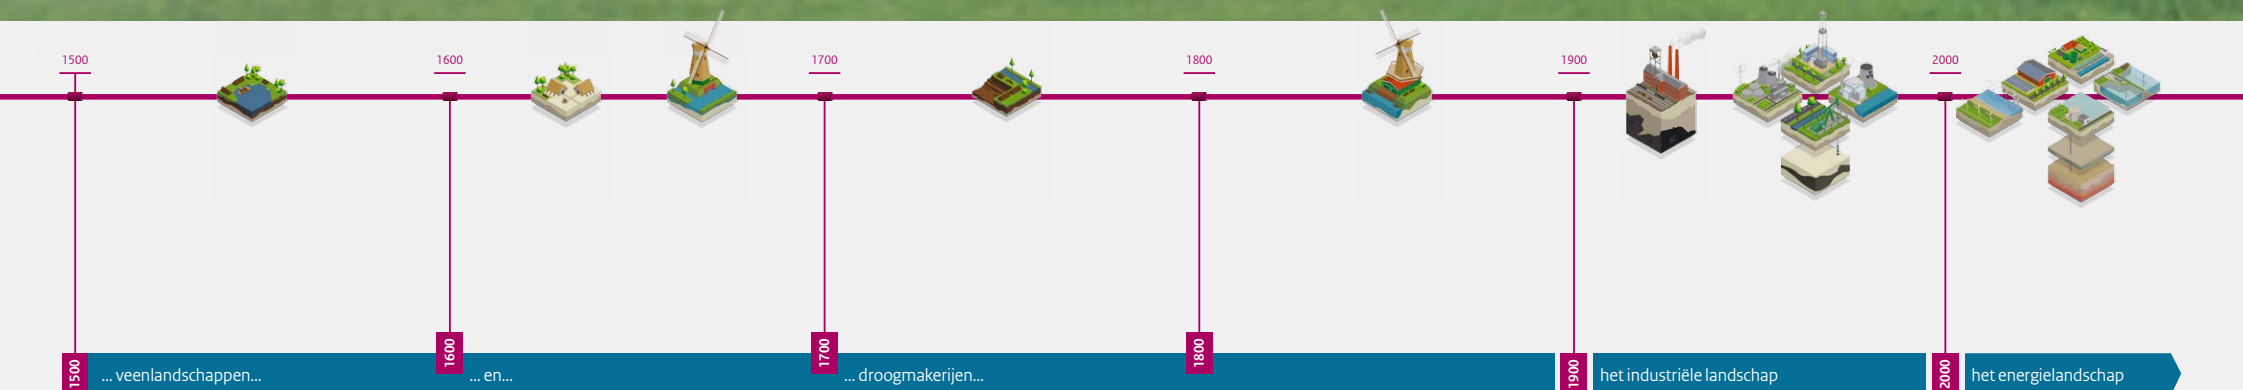 1500
1600
1700
1800
1900
2000
1500
1600
1700
1800
1900
2000
... veenlandschappen...
... en...
... droogmakerijen...
het industriële landschap
het energielandschap